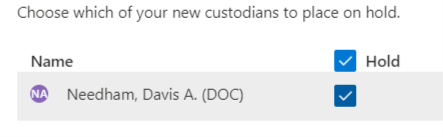 Choose which of your new custodians to place on hold.
Name Hold
NA Needham, Davis A. (DOC)